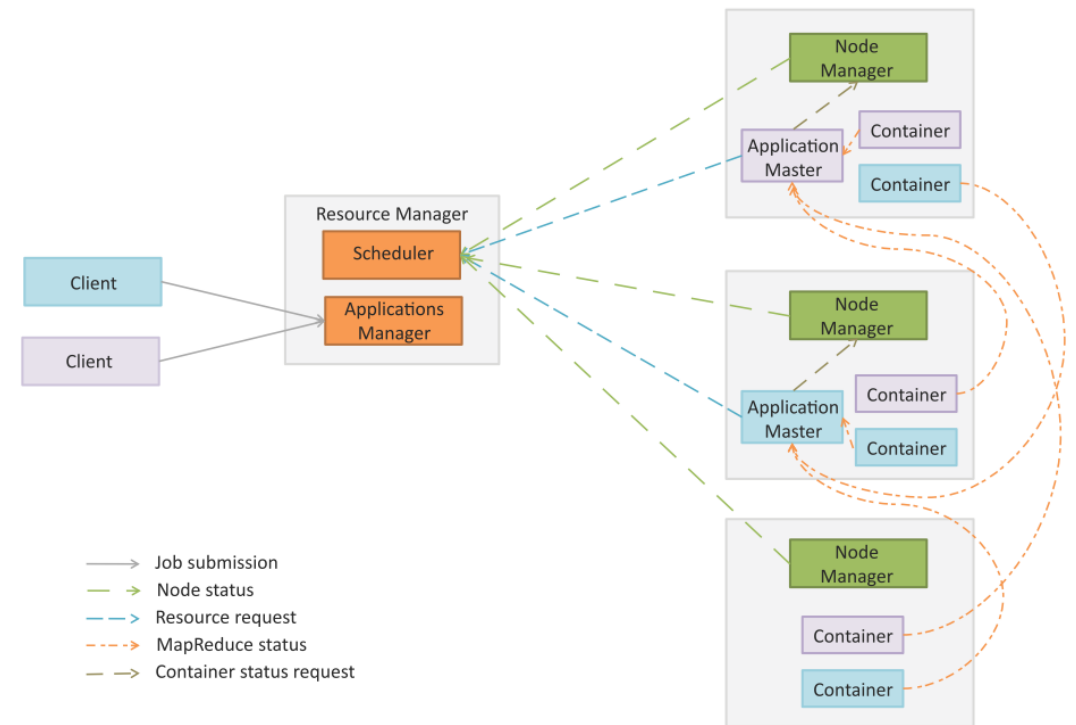 Client
Client
Resource Manager
Scheduler
Applications
Manager
Node
Manager
Application
Master
Container
Container
Node
Manager
Application
Master
Container
Container
Node
Manager
Container
Container
Job submission
Node status
Resource request
MapReduce status
Container status request